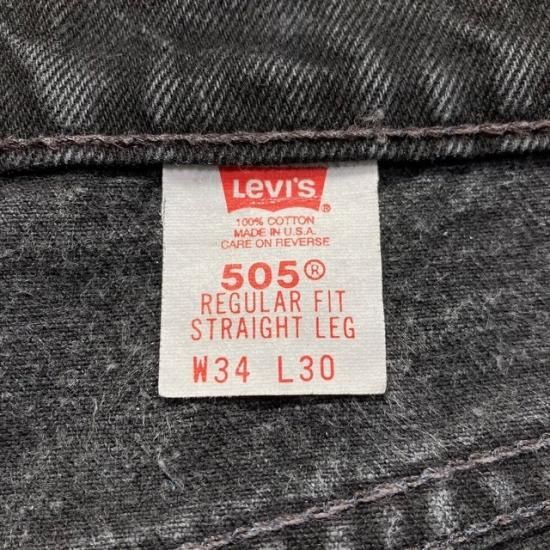 Levi's
®
100% COTTON
MADE IN U.S.A.
CARE ON REVERSE
505®
REGULAR FIT
STRAIGHT LEG
W34 L30